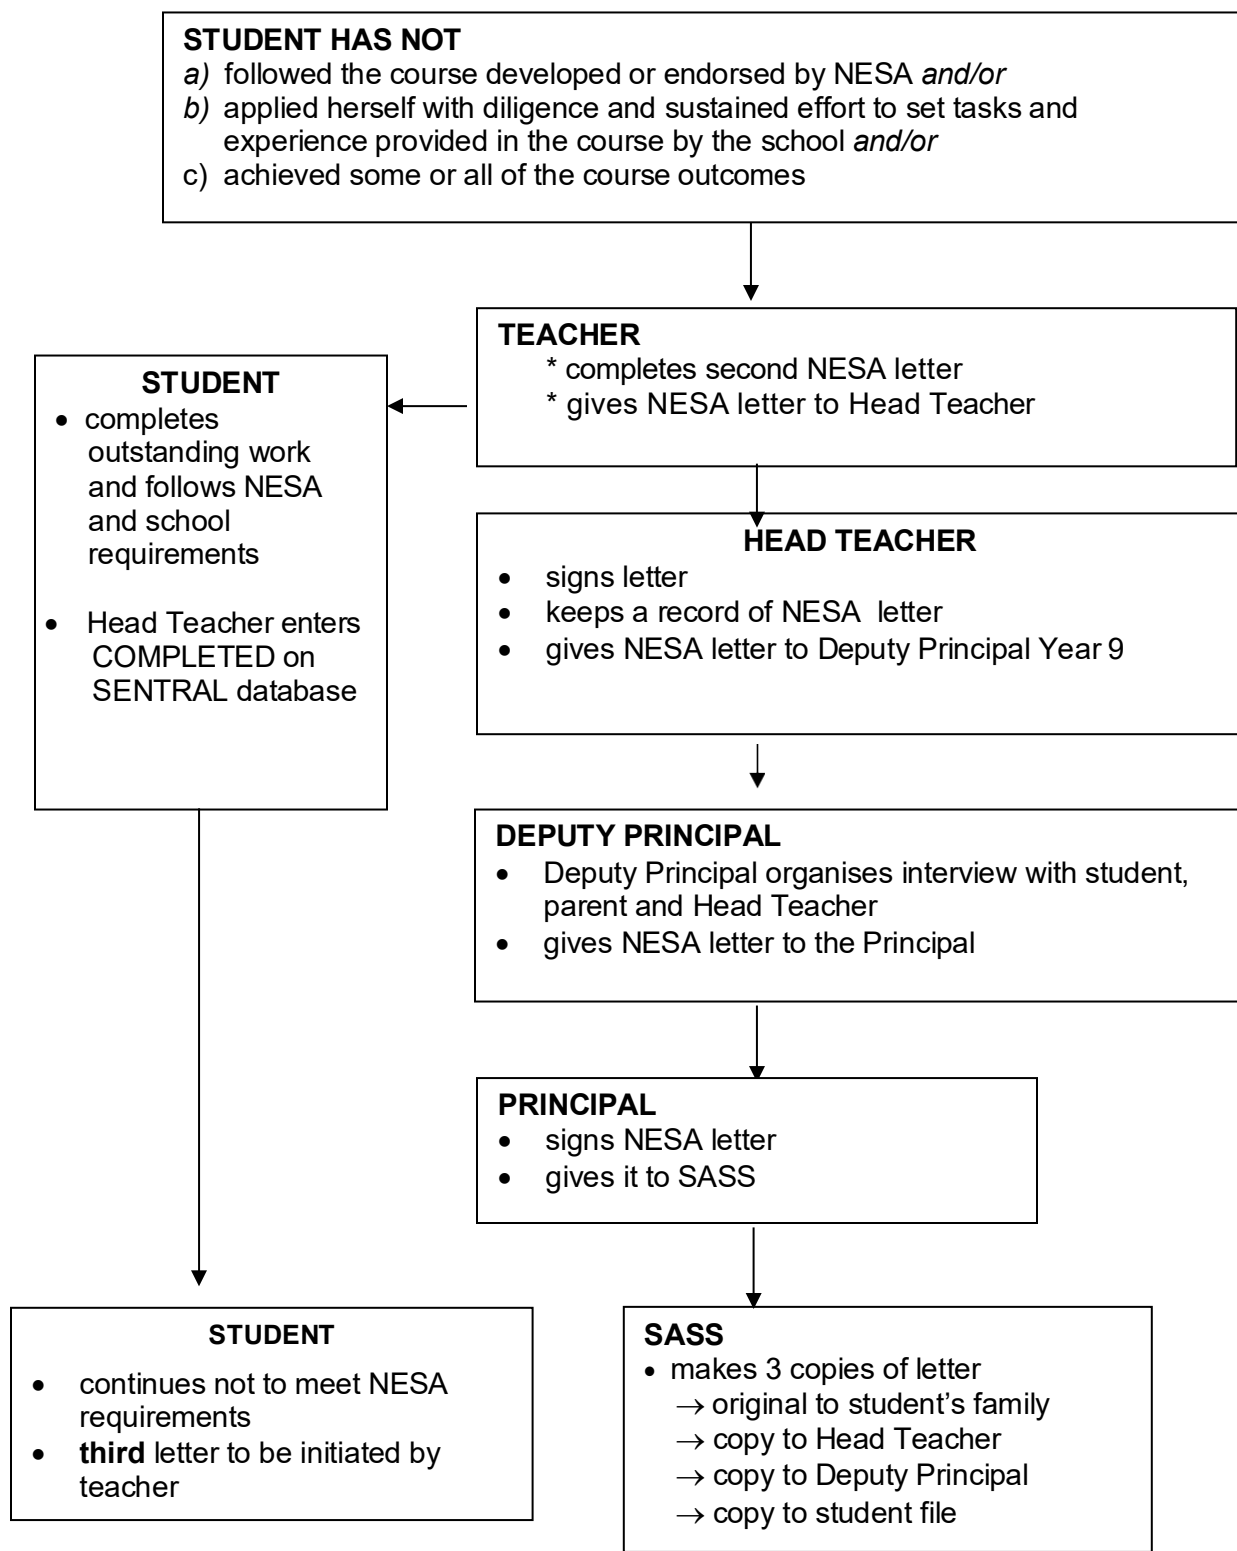 STUDENT HAS NOT
a) followed the course developed or endorsed by NESA and/or
b) applied herself with diligence and sustained effort to set tasks and
experience provided in the course by the school and/or
c) achieved some or all of the course outcomes
TEACHER
* completes second NESA letter
* gives NESA letter to Head Teacher
STUDENT
• completes
outstanding work
and follows NESA
and school
requirements
• Head Teacher enters
COMPLETED on
SENTRAL database
HEAD TEACHER
• signs letter
• keeps a record of NESA letter
• gives NESA letter to Deputy Principal Year 9
DEPUTY PRINCIPAL
• Deputy Principal organises interview with student,
parent and Head Teacher
• gives NESA letter to the Principal
PRINCIPAL
• signs NESA letter
• gives it to SASS
STUDENT
• continues not to meet NESA
requirements
• third letter to be initiated by
teacher
SASS
• makes 3 copies of letter
→ original to student’s family
→ copy to Head Teacher
→ copy to Deputy Principal
→ copy to student file